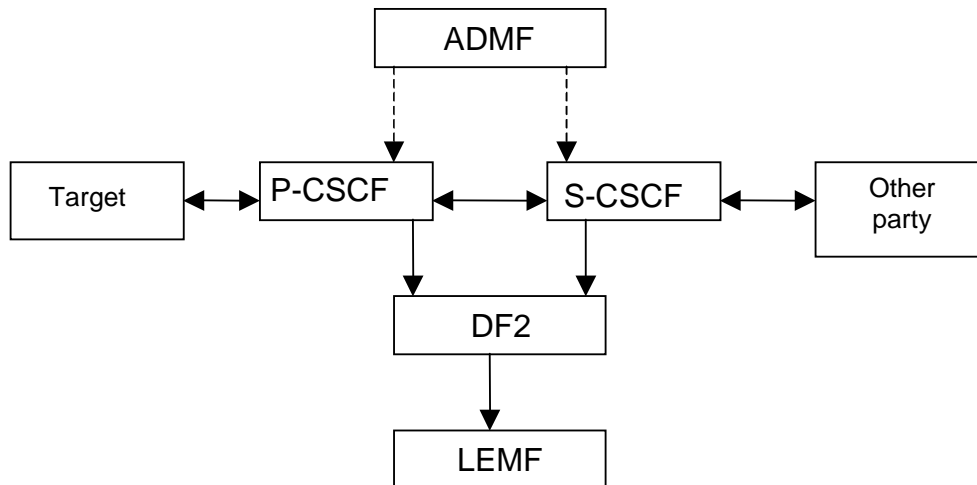 ADMF
Target
P-CSCF
S-CSCF
Other
party
DF2
LEMF